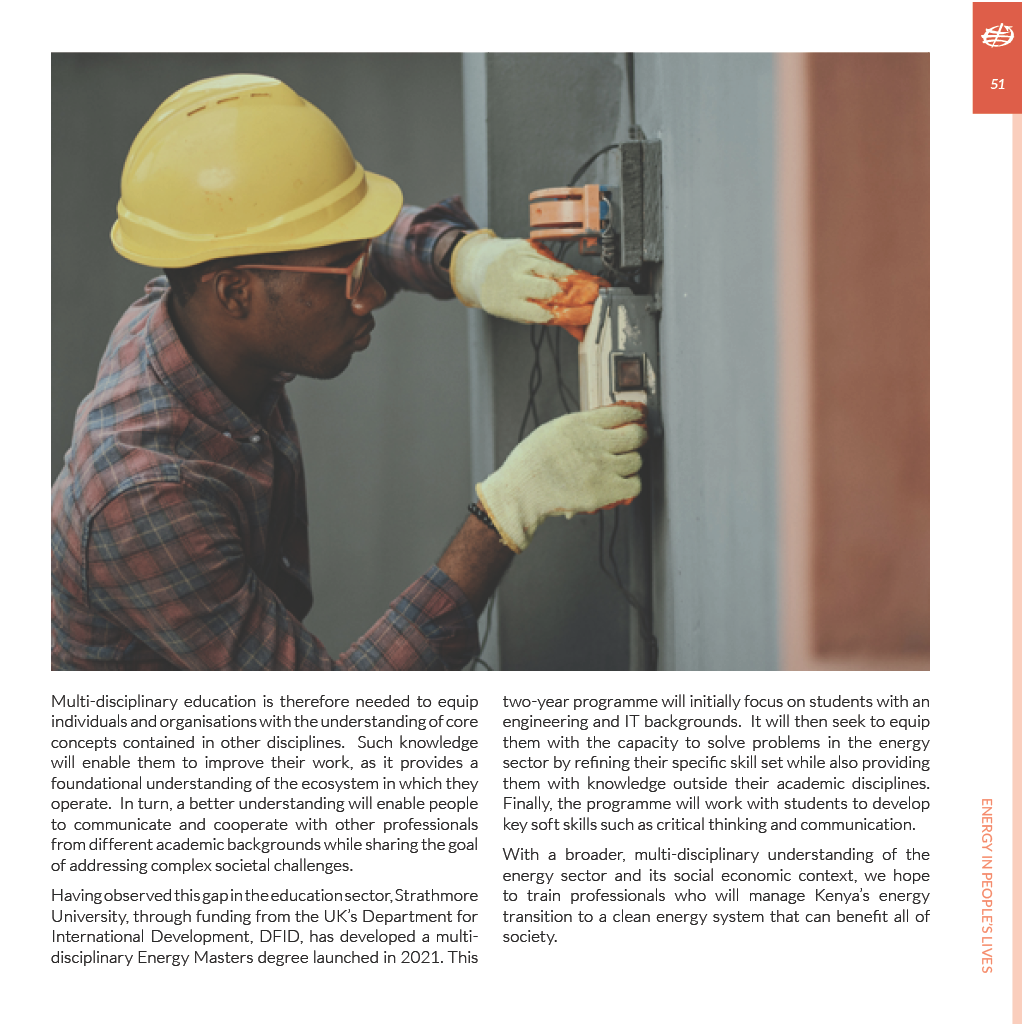 51
Multi-disciplinary education is therefore needed to equip
individuals and organisations with the understanding of core
concepts contained in other disciplines. Such knowledge
will enable them to improve their work, as it provides a
foundational understanding of the ecosystem in which they
operate. In turn, a better understanding will enable people
to communicate and cooperate with other professionals
from different academic backgrounds while sharing the goal
of addressing complex societal challenges.
Having observed this gap in the education sector, Strathmore
University, through funding from the UK's Department for
International Development, DFID, has developed a multi-
disciplinary Energy Masters degree launched in 2021. This
two-year programme will initially focus on students with an
engineering and IT backgrounds. It will then seek to equip
them with the capacity to solve problems in the energy
sector by refining their specific skill set while also providing
them with knowledge outside their academic disciplines.
Finally, the programme will work with students to develop
key soft skills such as critical thinking and communication.
With a broader, multi-disciplinary understanding of the
energy sector and its social economic context, we hope
to train professionals who will manage Kenya's energy
transition to a clean energy system that can benefit all of
society.
ENERGY IN PEOPLE'S LIVES